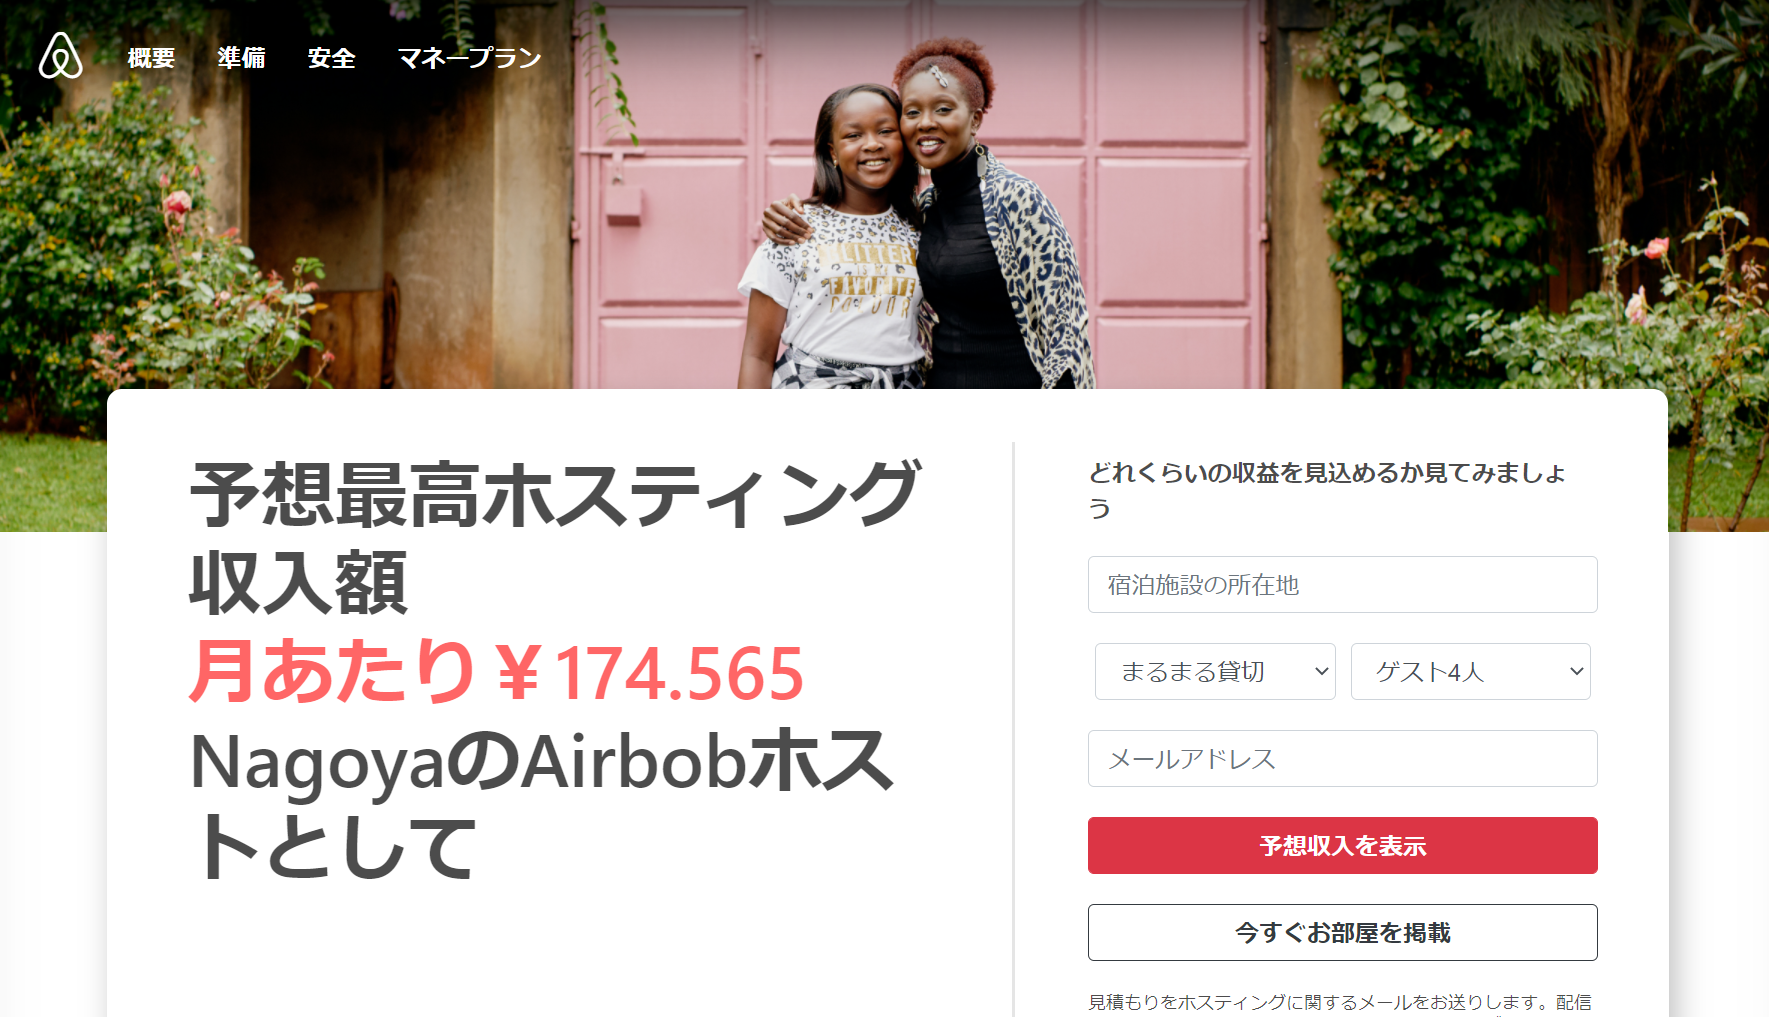 概要 準備 安全 マネープラン
LITTER
IS MY
FAVORITE
COLOR
予想最高ホスティング
収入額
月あたり￥174.565
NagoyaのAirbobホス
トとして
どれくらいの収益を見込めるか見てみましょ
う
宿泊施設の所在地
まるまる貸切 ゲスト4人
メールアドレス
予想収入を表示
今すぐお部屋を掲載
見積もりをホスティングに関するメールをお送りします。配信